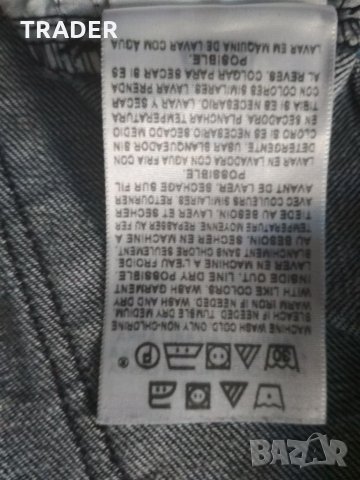 TRADER
®
30
P
MACHINE WASH COLD ONLY NON-CHLORINE
BLEACH IF NEEDED. TUMBLE DRY MEDIUM
WARM IRON IF NEEDED WASH AND DRY
WITH LIKE COLORS WASH GARMENT
INSIDE OUT. LINE DRY POSSIBLE.
LAVER EN MACHINE A L'EAU FROIDE
BLANCHIMENT SANS CHLORE SEULEMENT.
AU BESOIN. SECHER EN MACHINE A
TEMPERATURE MOYENNE REPASSER AU FER
TIEDE AU BESOIN. LAVER ET SECHER
AVEC COULEURS SIMILAIRES RETOURNER
AVANT DE LAVER. SECHAGE SUR FIL
POSSIBLE.
LAVAR EN LAVADORA EN AGUA FRIA CON
DETERGENTE. USAR BLANQUEADOR SIN
CLORO SI ES NECESARIO. SECADO MEDIO
EN SECADORA. PLANCHAR TEMPERATURA
TIBIA SI ES NECESARIO. LAVAR Y SECAR
CON COLORES SIMILARES LAVAR PRENDA
AL REVES. COLGAR PARA SECAR SI ES
POSIBLE.
LAVAR EM MAQUINA DE LAVAR COM AGUA
BAZAR
bg